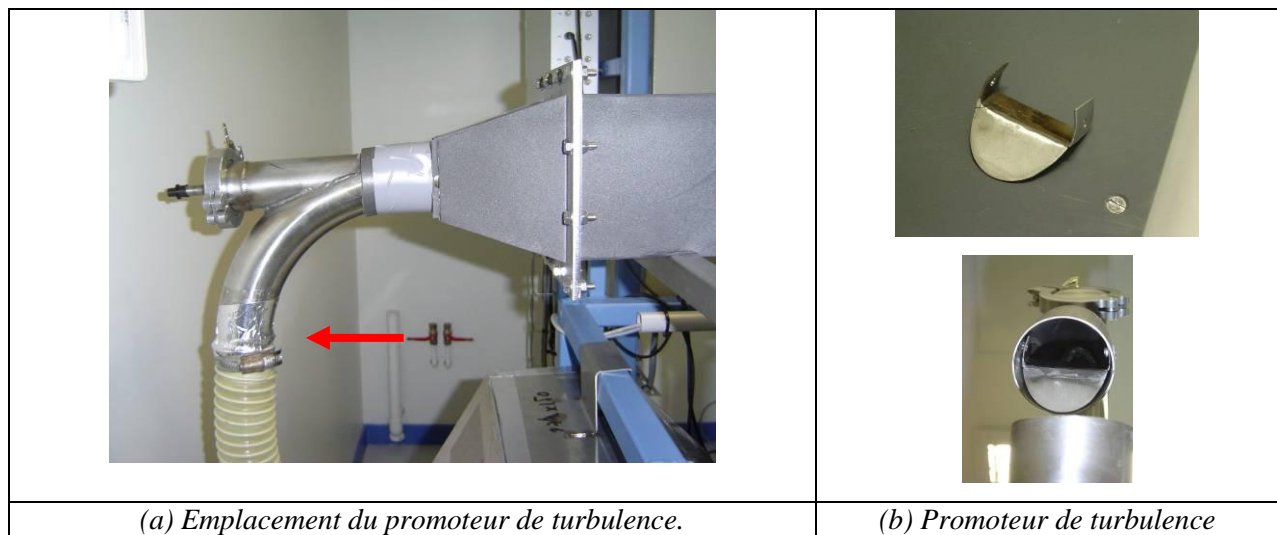 (a) Emplacement du promoteur de turbulence.
(b) Promoteur de turbulence